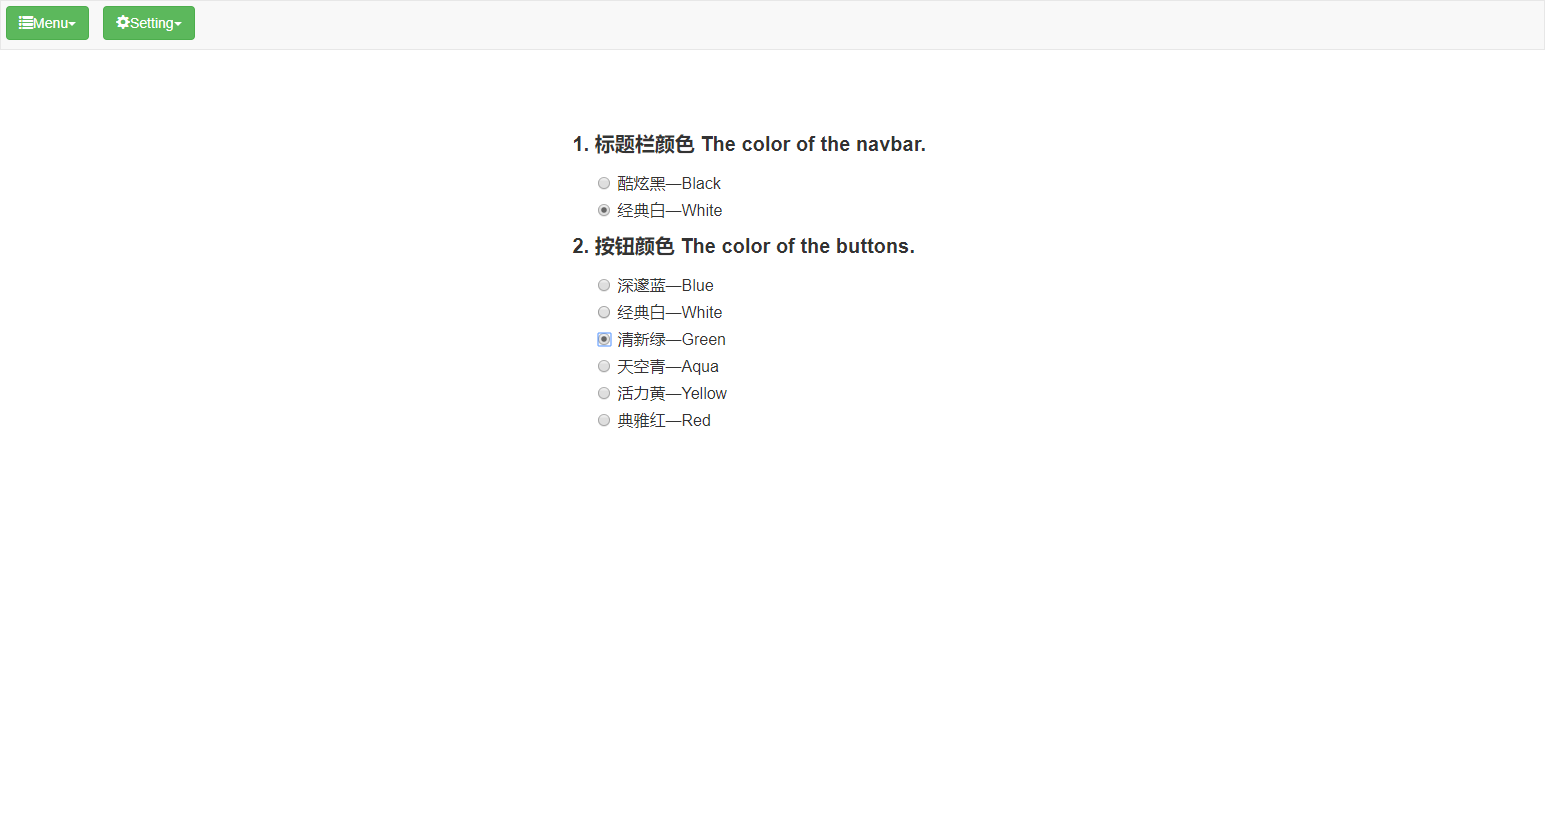 Menu
Setting
1. 标题栏颜色 The color of the navbar.
酷炫黑—Black
经典白—White
2. 按钮颜色 The color of the buttons.
深邃蓝—Blue
经典白—White
清新绿—Green
天空青—Aqua
活力黄—Yellow
典雅红—Red